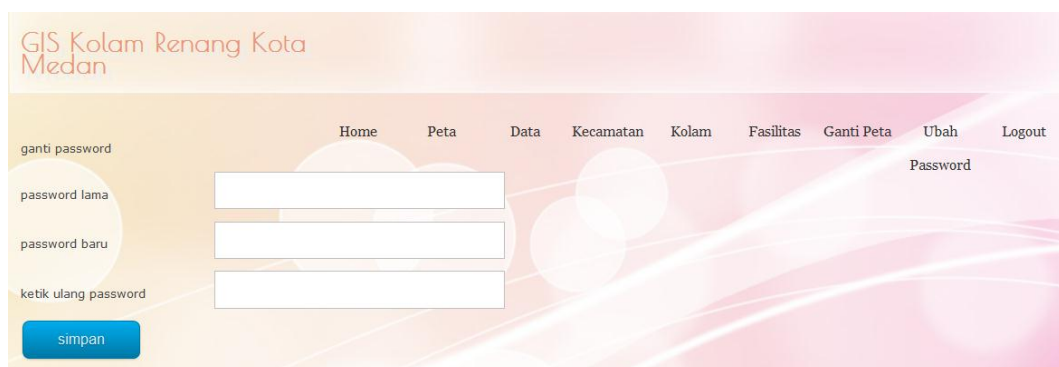 GIS Kolam Renang Kota
Medan
Home Peta Data Kecamatan Kolam Fasilitas Ganti Peta Ubah Logout
Password
ganti password
password lama
password baru
ketik ulang password
simpan